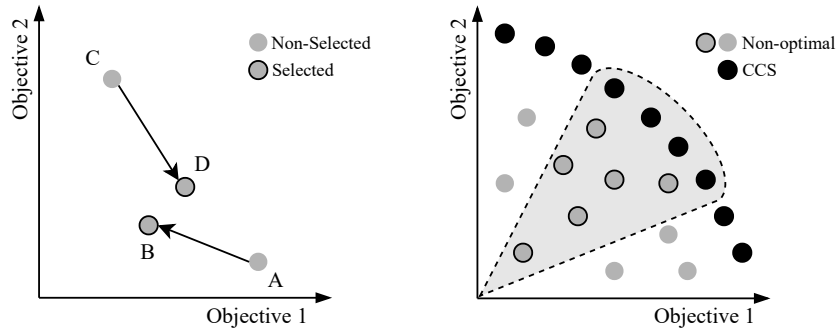 Objective 2
C
Non-Selected
Selected
D
B
A
Objective 1
Objective 2
Non-optimal
CCS
Objective 1